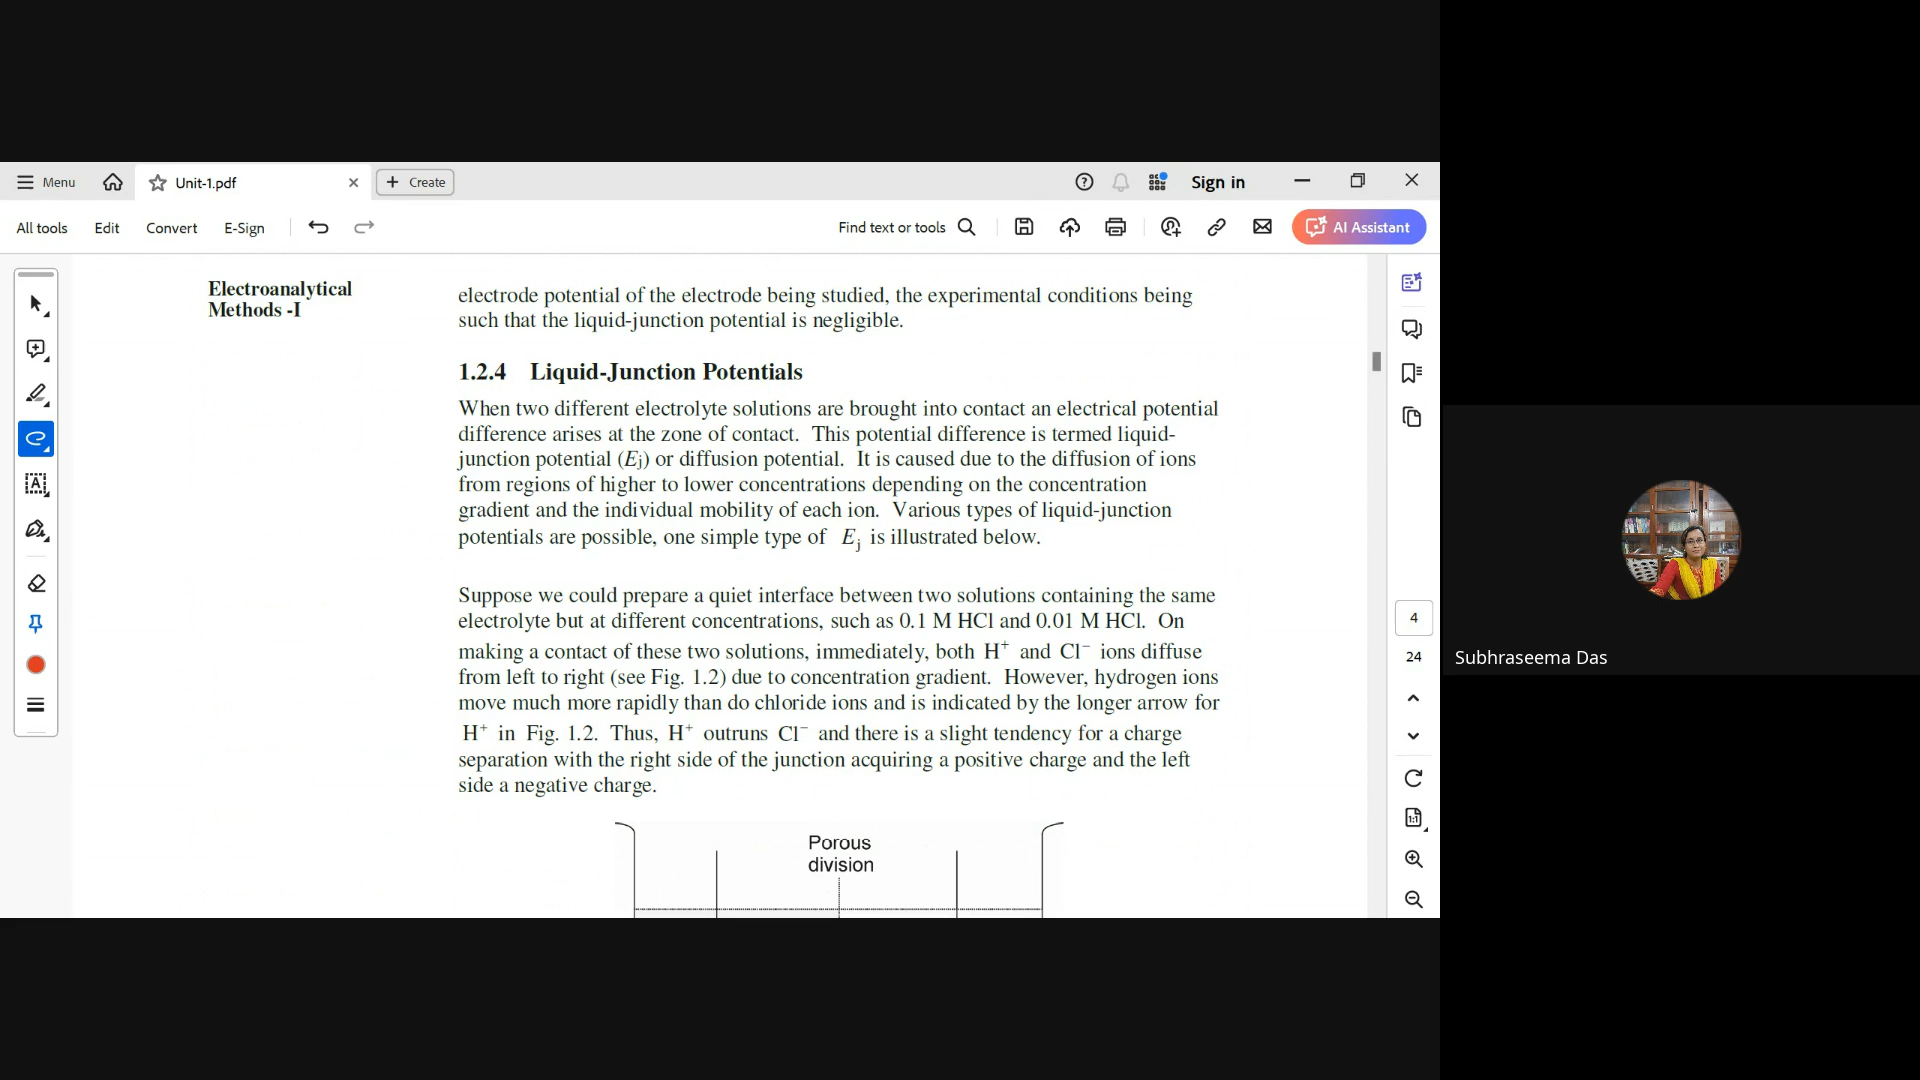 Menu
Unit-1.pdf
Create
Sign in
All tools
Edit
Convert
E-Sign
Find text or tools
AI Assistant
Electroanalytical
Methods -I
electrode potential of the electrode being studied, the experimental conditions being
such that the liquid-junction potential is negligible.
1.2.4 Liquid-Junction Potentials
When two different electrolyte solutions are brought into contact an electrical potential
difference arises at the zone of contact. This potential difference is termed liquid-
junction potential (Ej) or diffusion potential. It is caused due to the diffusion of ions
from regions of higher to lower concentrations depending on the concentration
gradient and the individual mobility of each ion. Various types of liquid-junction
potentials are possible, one simple type of Ej is illustrated below.
Suppose we could prepare a quiet interface between two solutions containing the same
electrolyte but at different concentrations, such as 0.1 M HCl and 0.01 M HCl. On
making a contact of these two solutions, immediately, both H⁺ and Cl⁻ ions diffuse
from left to right (see Fig. 1.2) due to concentration gradient. However, hydrogen ions
move much more rapidly than do chloride ions and is indicated by the longer arrow for
H⁺ in Fig. 1.2. Thus, H⁺ outruns Cl⁻ and there is a slight tendency for a charge
separation with the right side of the junction acquiring a positive charge and the left
side a negative charge.
Porous
division
4
24
1:1
Subhraseema Das